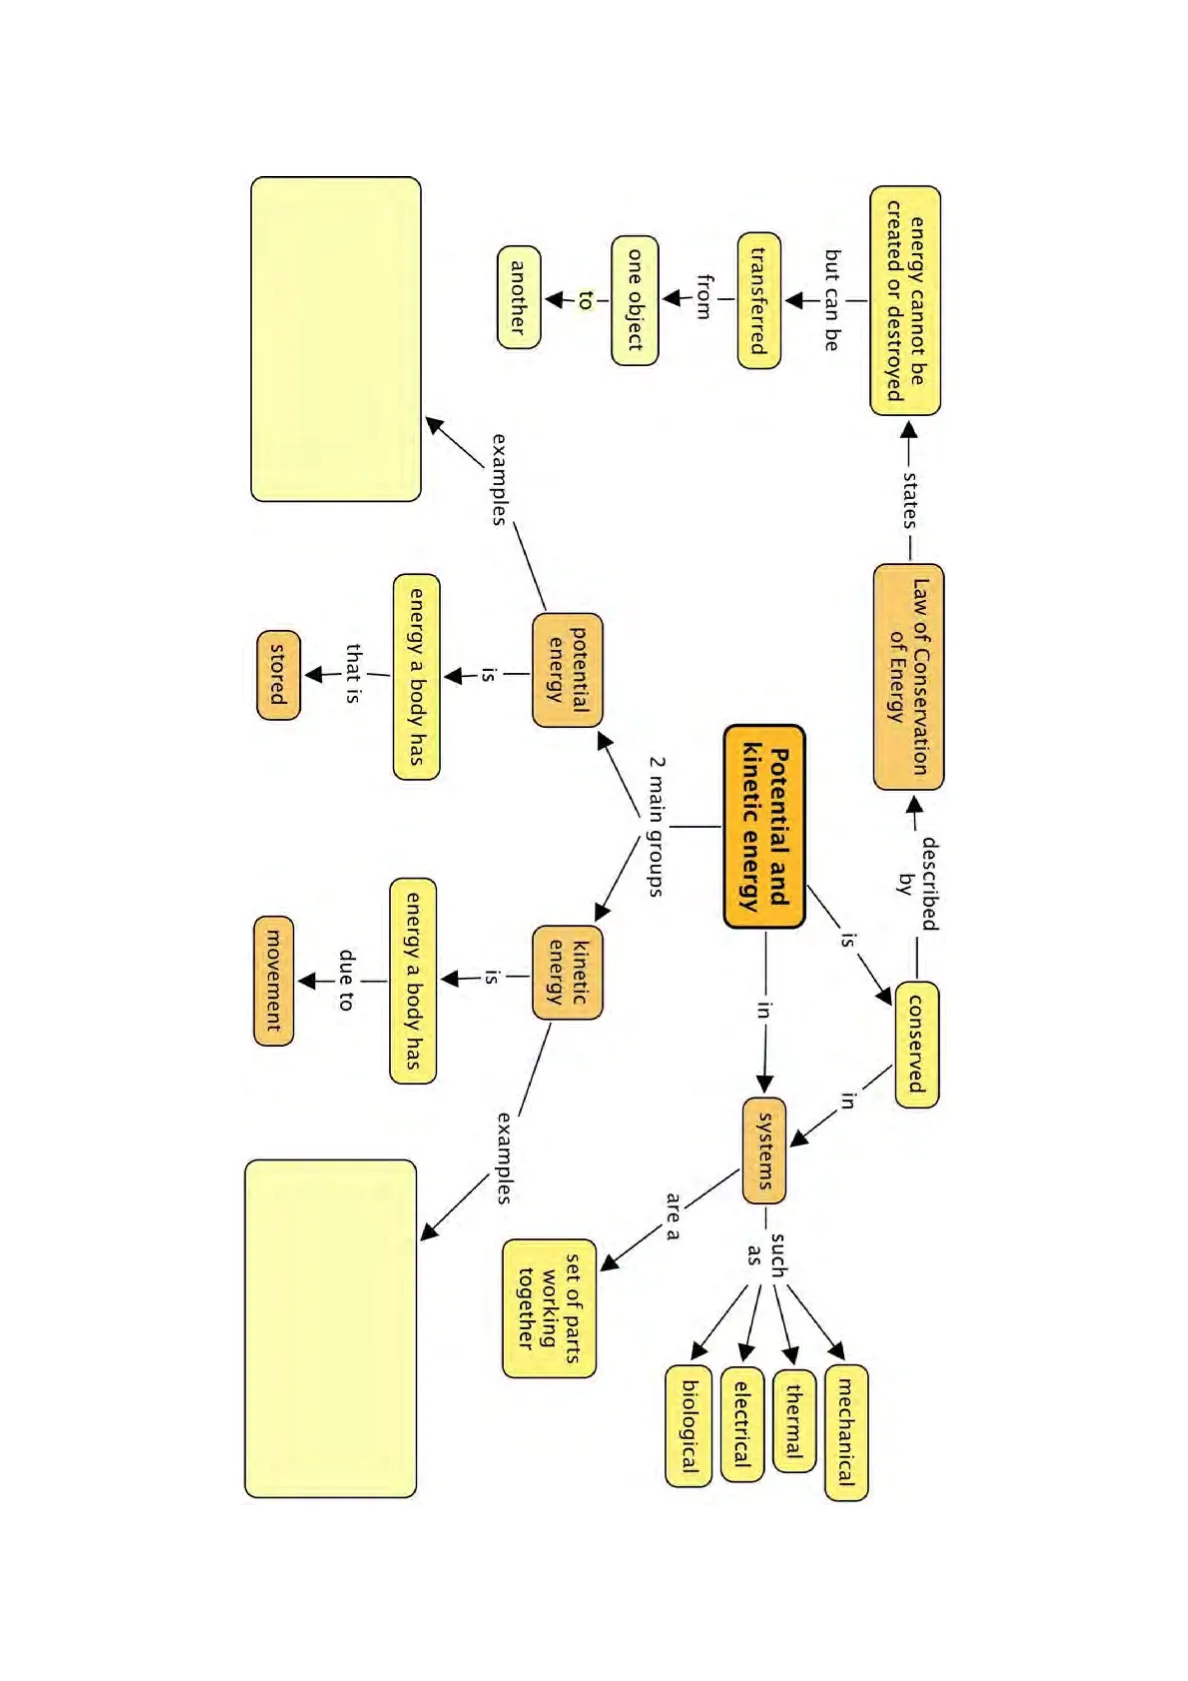 energy cannot be
created or destroyed
states
Law of Conservation
of Energy
described
by
conserved
but can be
transferred
from
one object
to
another
is
in
Potential and
kinetic energy
in
systems
such
as
mechanical
thermal
electrical
biological
are a
set of parts
working
together
2 main groups
potential
energy
kinetic
energy
examples
is
energy a body has
that is
stored
is
energy a body has
due to
movement
examples